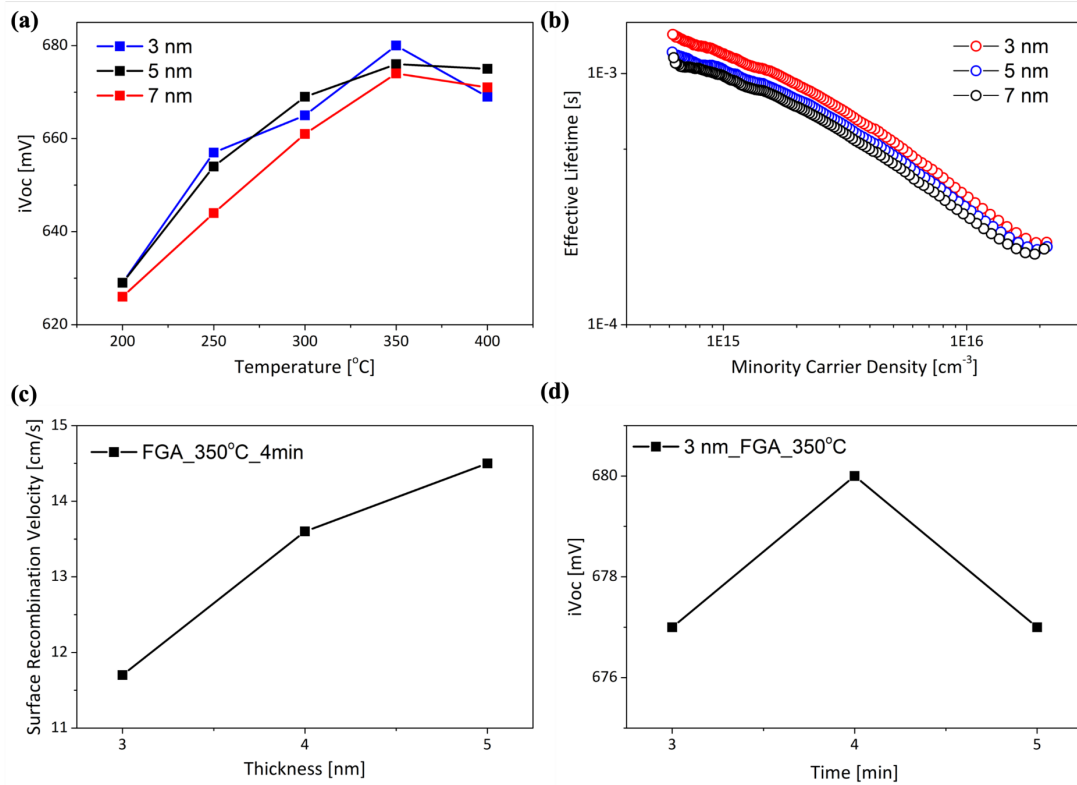 (a)
3 nm
5 nm
7 nm
iVoc [mV]
680
660
640
620
200 250 300 350 400
Temperature [°C]
(b)
3 nm
5 nm
7 nm
Effective Lifetime [s]
1E-3
1E-4
1E15 1E16
Minority Carrier Density [cm⁻³]
(c)
FGA_350°C_4min
Surface Recombination Velocity [cm/s]
15
14
13
12
11
3 4 5
Thickness [nm]
(d)
3 nm_FGA_350°C
iVoc [mV]
680
678
676
3 4 5
Time [min]